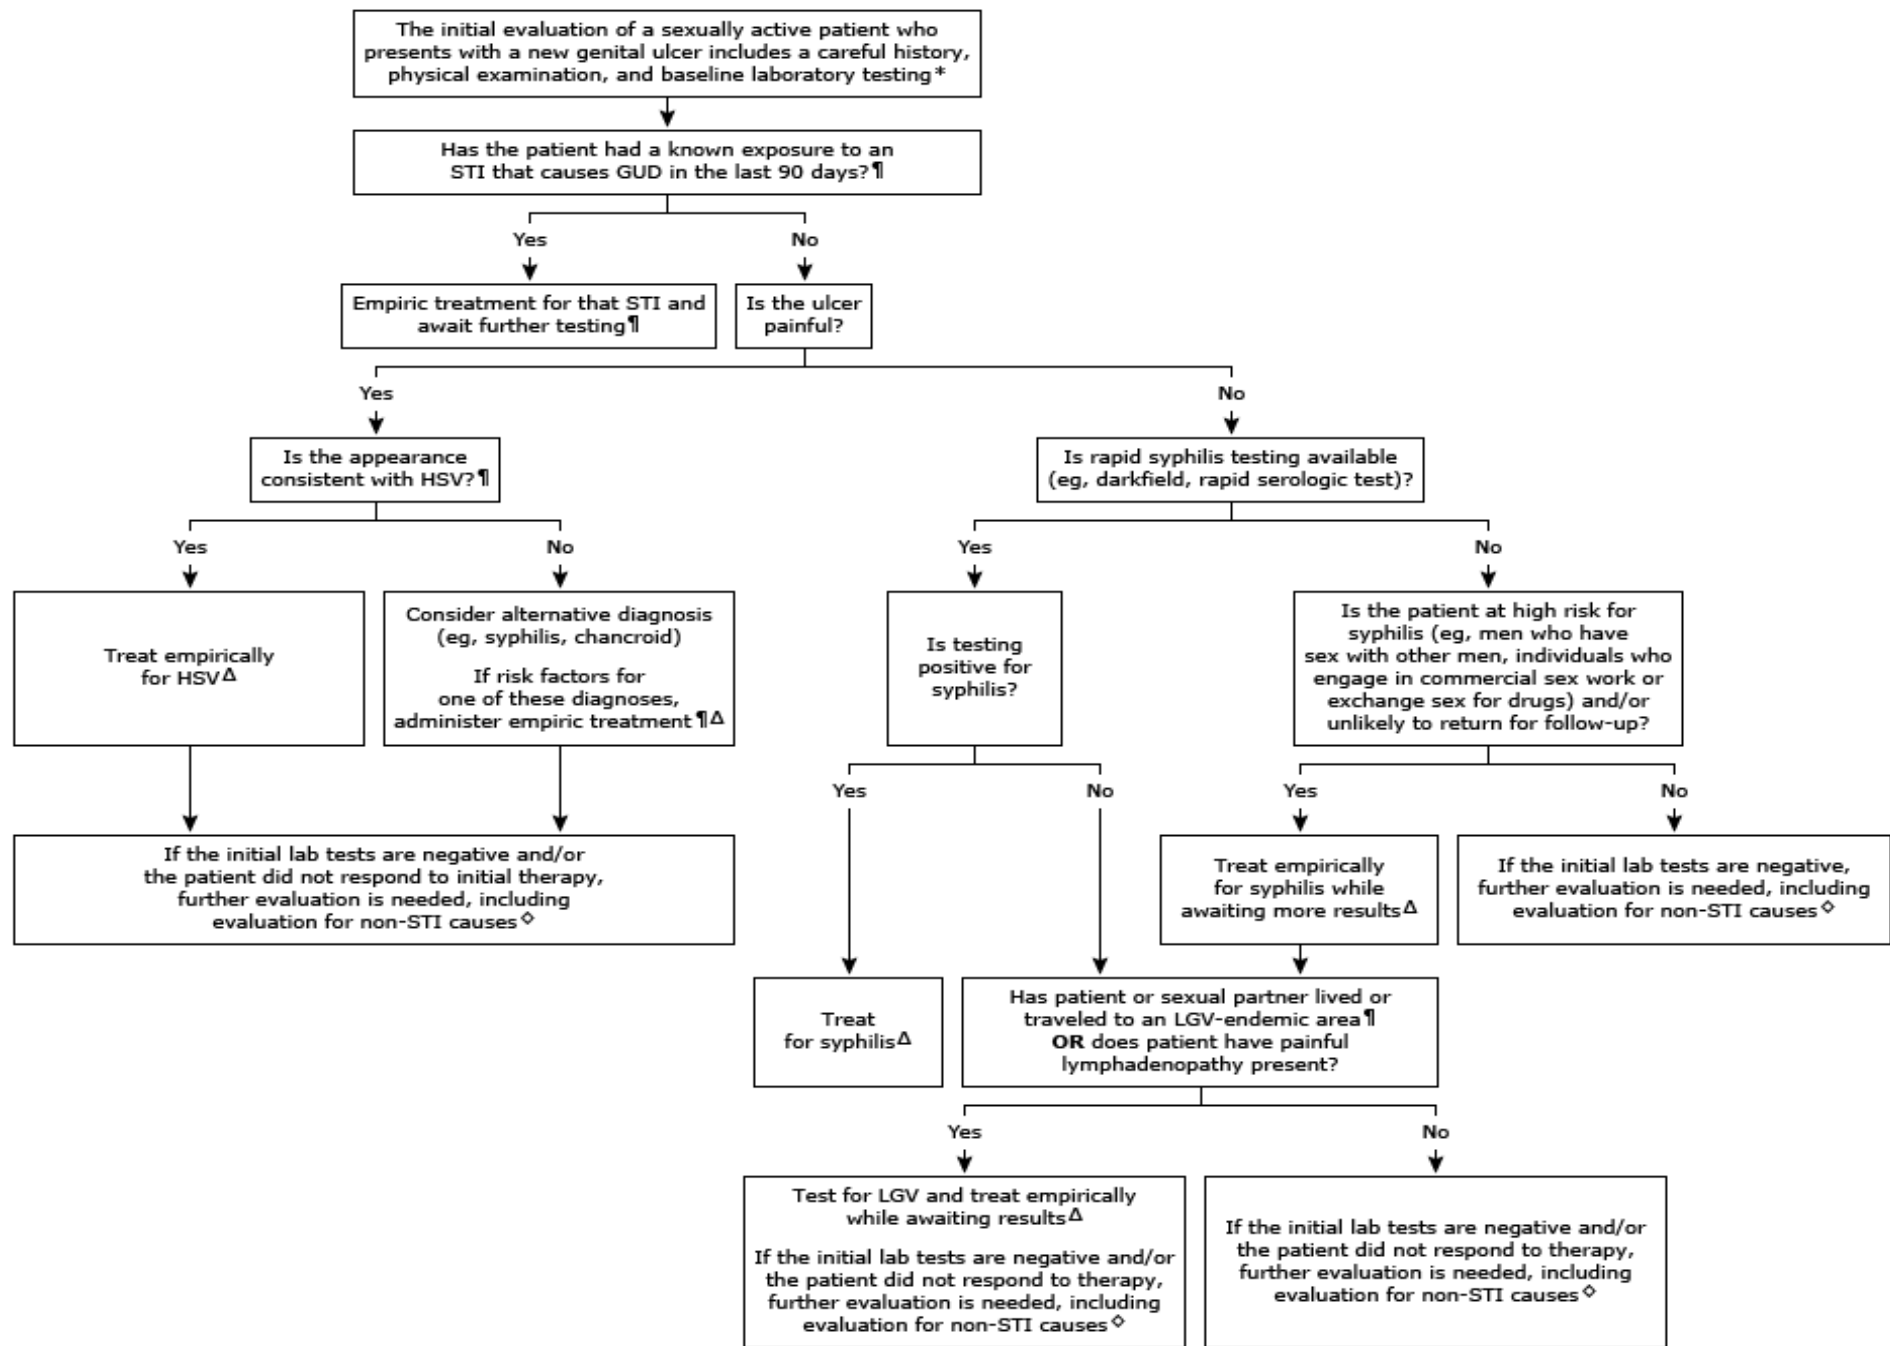 The initial evaluation of a sexually active patient who
presents with a new genital ulcer includes a careful history,
physical examination, and baseline laboratory testing*
Has the patient had a known exposure to an
STI that causes GUD in the last 90 days?¶
Yes
No
Empiric treatment for that STI and
await further testing¶
Is the ulcer
painful?
Yes
No
Is the appearance
consistent with HSV?¶
Is rapid syphilis testing available
(eg, darkfield, rapid serologic test)?
Yes
No
Yes
No
Treat empirically
for HSVΔ
Consider alternative diagnosis
(eg, syphilis, chancroid)
If risk factors for
one of these diagnoses,
administer empiric treatment¶Δ
Is testing
positive for
syphilis?
Is the patient at high risk for
syphilis (eg, men who have
sex with other men, individuals who
engage in commercial sex work or
exchange sex for drugs) and/or
unlikely to return for follow-up?
Yes
No
Yes
No
If the initial lab tests are negative and/or
the patient did not respond to initial therapy,
further evaluation is needed, including
evaluation for non-STI causes◇
Treat empirically
for syphilis while
awaiting more resultsΔ
If the initial lab tests are negative,
further evaluation is needed, including
evaluation for non-STI causes◇
Treat
for syphilisΔ
Has patient or sexual partner lived or
traveled to an LGV-endemic area¶
OR does patient have painful
lymphadenopathy present?
Yes
No
Test for LGV and treat empirically
while awaiting resultsΔ
If the initial lab tests are negative and/or
the patient did not respond to therapy,
further evaluation is needed, including
evaluation for non-STI causes◇
If the initial lab tests are negative and/or
the patient did not respond to therapy,
further evaluation is needed, including
evaluation for non-STI causes◇